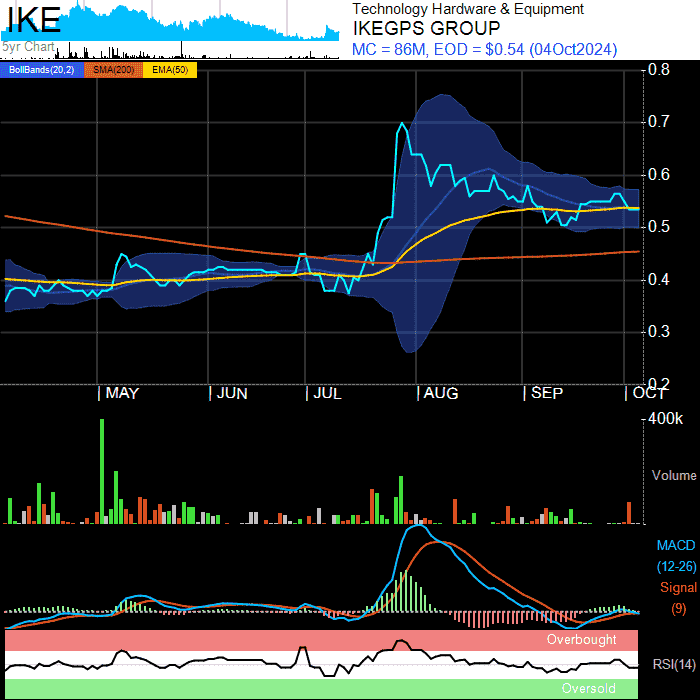 IKE
5yr Chart
Technology Hardware & Equipment
IKEGPS GROUP
MC = 86M, EOD = $0.54 (04Oct2024)
BollBands(20,2) SMA(200) EMA(50)
0.8
0.7
0.6
0.5
0.4
0.3
0.2
| MAY | JUN | JUL | AUG | SEP | OCT
400k
Volume
MACD
(12-26)
Signal
(9)
Overbought
RSI(14)
Oversold